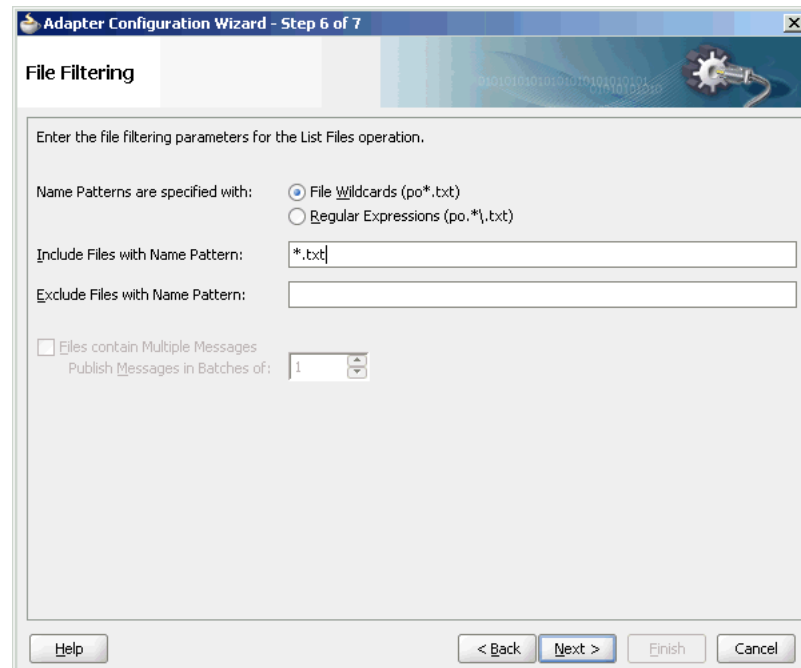 Adapter Configuration Wizard - Step 6 of 7
File Filtering
Enter the file filtering parameters for the List Files operation.
Name Patterns are specified with:
File Wildcards (po*.txt)
Regular Expressions (po.*\.txt)
Include Files with Name Pattern:
*.txt
Exclude Files with Name Pattern:
Files contain Multiple Messages
Publish Messages in Batches of:
1
Help
< Back
Next >
Finish
Cancel